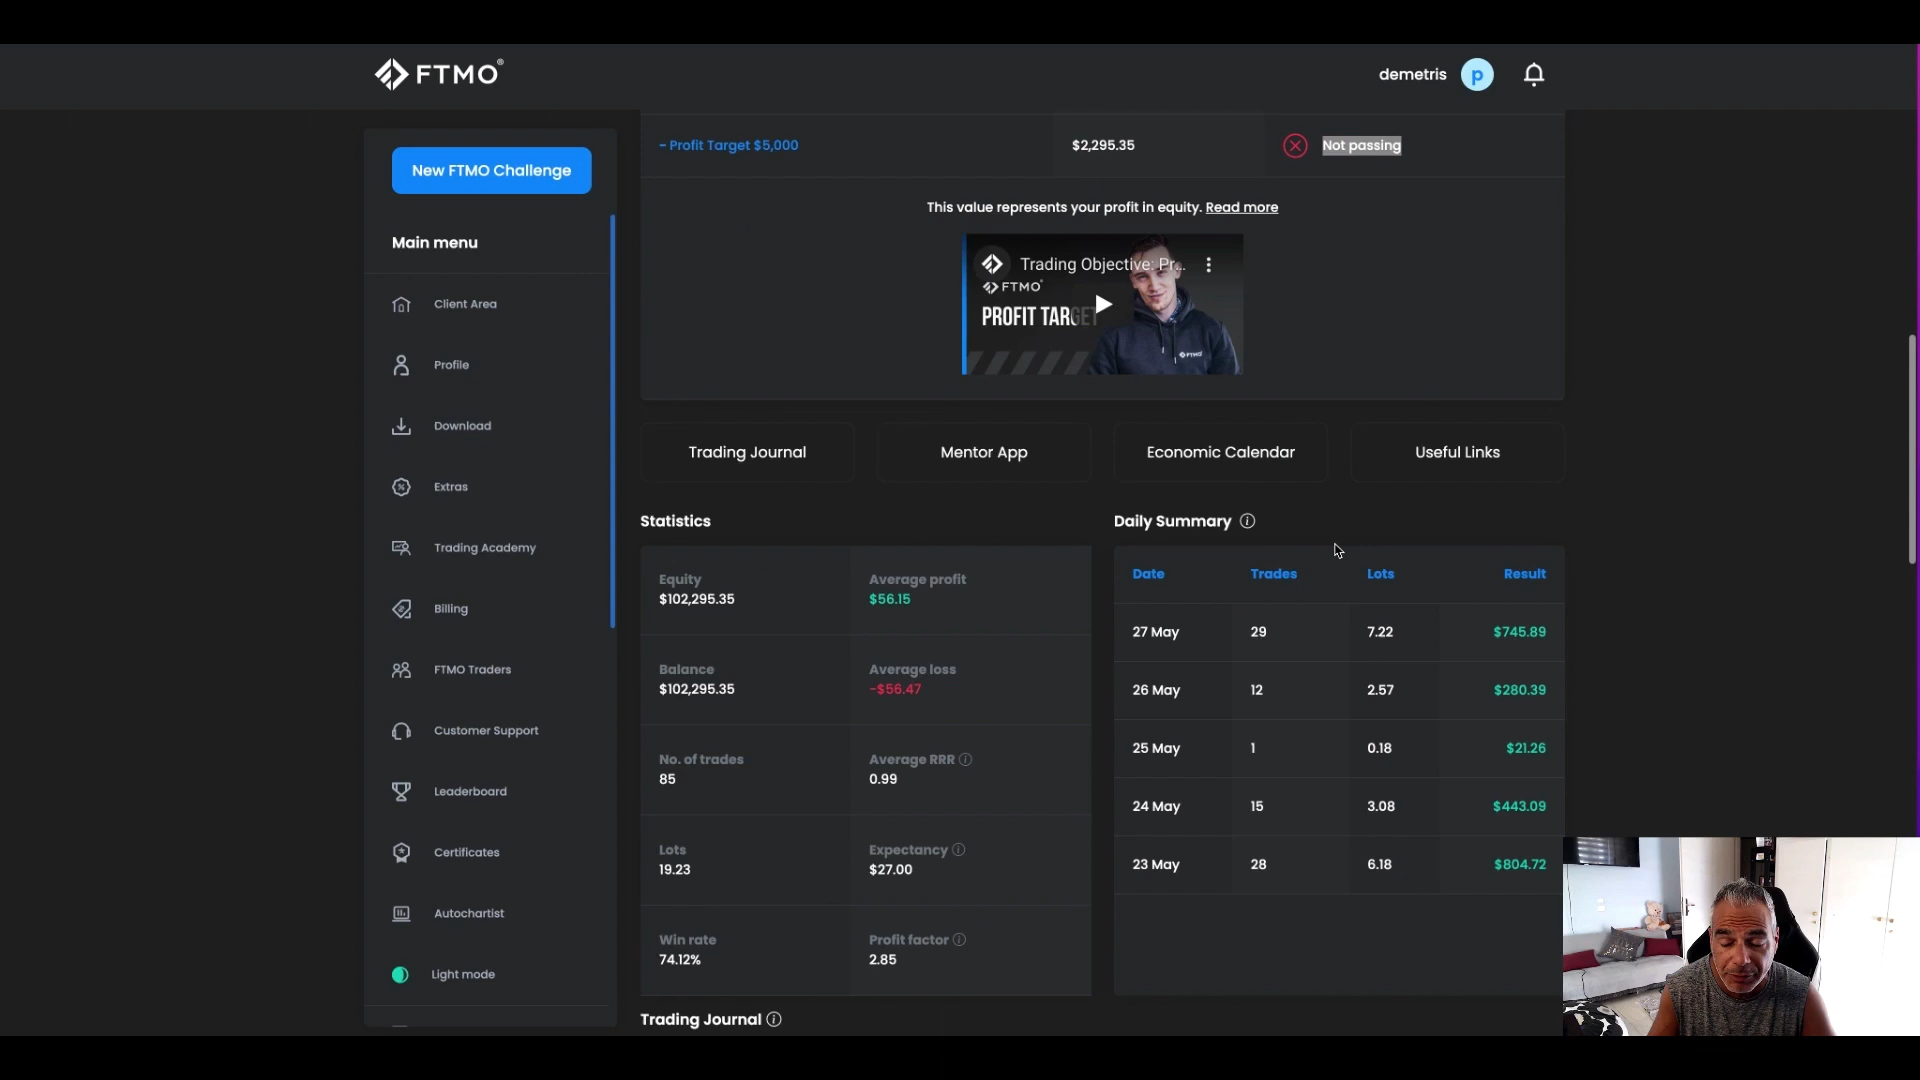 FTMO®
demetris
p
New FTMO Challenge
Main menu
Client Area
Profile
Download
Extras
Trading Academy
Billing
FTMO Traders
Customer Support
Leaderboard
Certificates
Autochartist
Light mode
- Profit Target $5,000
$2,295.35
Not passing
This value represents your profit in equity. Read more
Trading Objective: Pr...
FTMO
PROFIT TARGET
FTMO
Trading Journal
Mentor App
Economic Calendar
Useful Links
Statistics
Equity
$102,295.35
Average profit
$56.15
Balance
$102,295.35
Average loss
-$56.47
No. of trades
85
Average RRR
0.99
Lots
19.23
Expectancy
$27.00
Win rate
74.12%
Profit factor
2.85
Daily Summary
Date Trades Lots Result
27 May 29 7.22 $745.89
26 May 12 2.57 $280.39
25 May 1 0.18 $21.26
24 May 15 3.08 $443.09
23 May 28 6.18 $804.72
Trading Journal